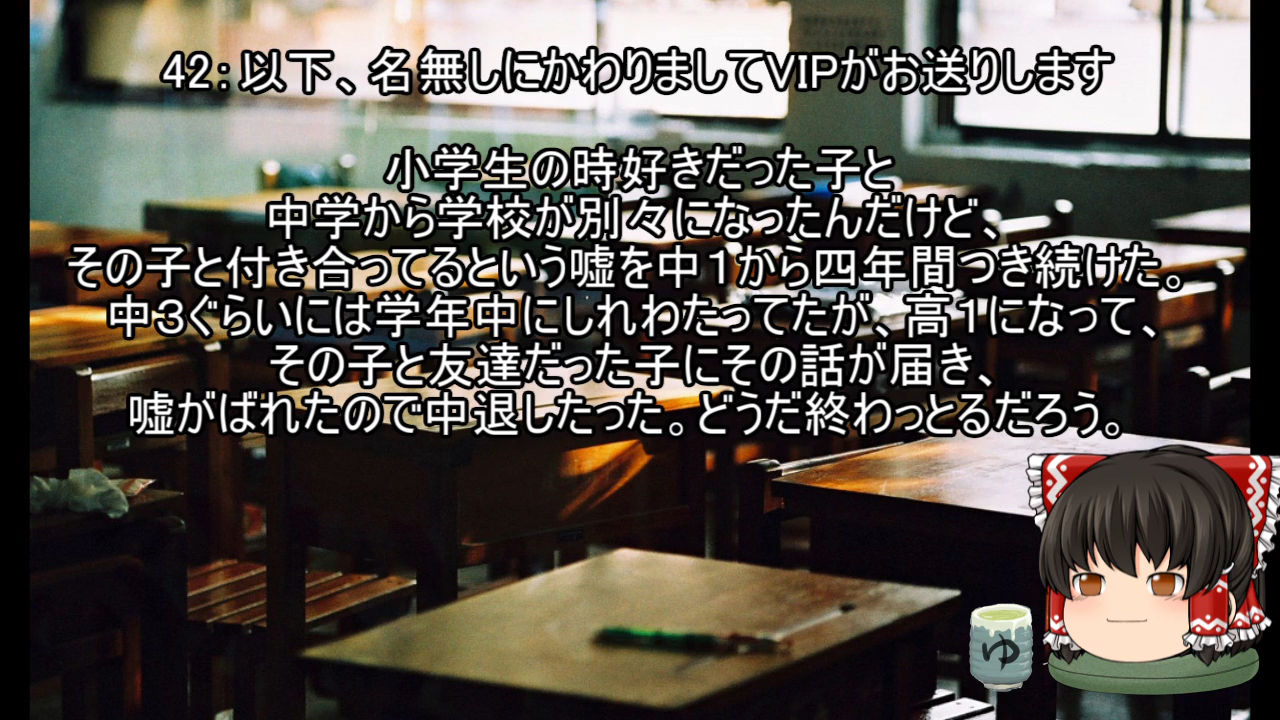 42：以下、名無しにかわりましてVIPがお送りします
小学生の時好きだった子と
中学から学校が別々になったんだけど、
その子と付き合ってるという嘘を中１から四年間つき続けた。
中３ぐらいには学年中にしれわたってたが、高１になって、
その子と友達だった子にその話が届き、
嘘がばれたので中退したった。どうだ終わっとるだろう。
ゆ